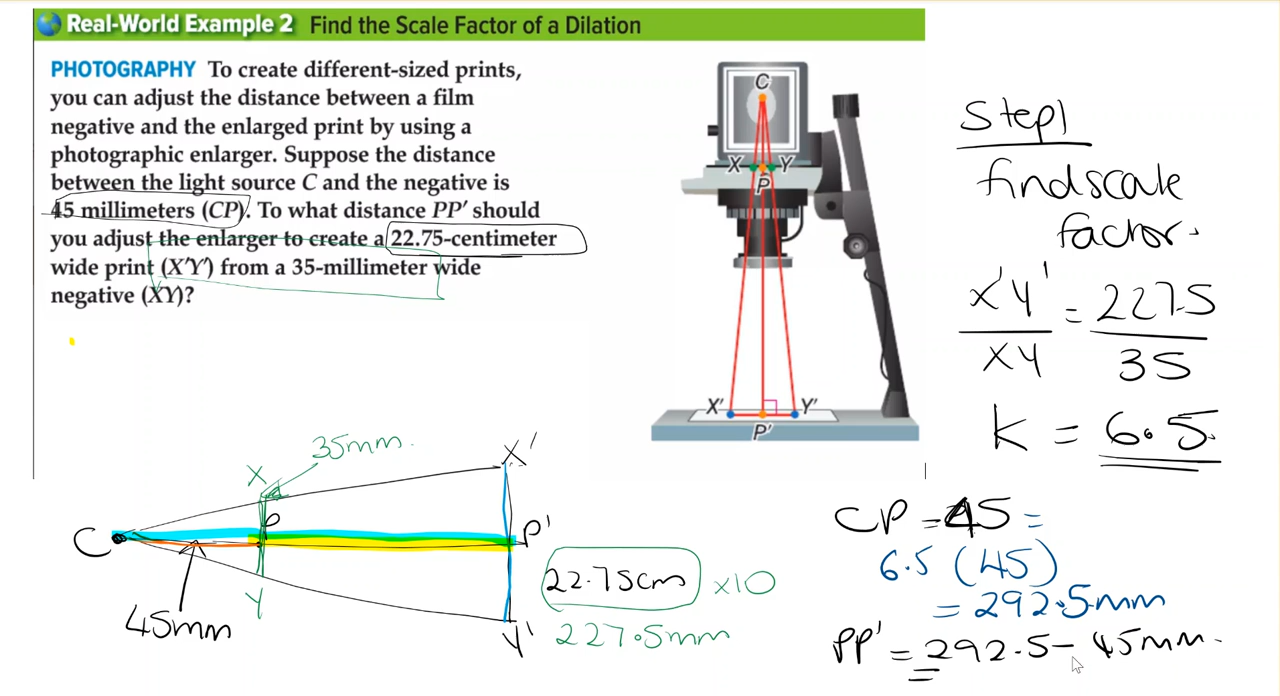 Real-World Example 2 Find the Scale Factor of a Dilation
PHOTOGRAPHY To create different-sized prints,
you can adjust the distance between a film
negative and the enlarged print by using a
photographic enlarger. Suppose the distance
between the light source C and the negative is
45 millimeters (CP). To what distance PP′ should
you adjust the enlarger to create a 22.75-centimeter
wide print (X′Y′) from a 35-millimeter wide
negative (XY)?
C
X Y
P
X′ Y′
P′
Step1
find scale
factor.
x'y' = 227.5
xy 35
K = 6.5.
35mm.
X X'
C P P'
22.75cm x10
Y
45mm 227.5mm
Y'
CP = 45 =
6.5 (45)
= 292.5mm
PP' = 292.5 - 45mm.